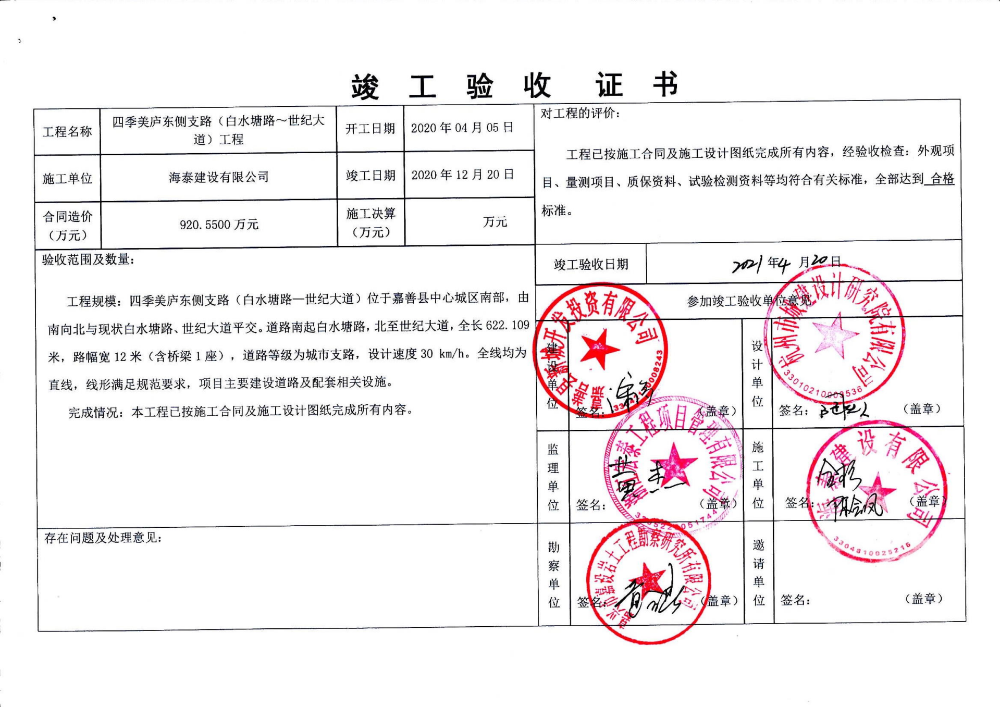 竣工验收证书
工程名称
四季美庐东侧支路（白水塘路～世纪大
道）工程
开工日期
2020 年 04 月 05 日
施工单位
海泰建设有限公司
竣工日期
2020 年 12 月 20 日
合同造价
（万元）
920.5500 万元
施工决算
（万元）
万元
对工程的评价：
工程已按施工合同及施工设计图纸完成所有内容，经验收检查：外观项
目、量测项目、质保资料、试验检测资料等均符合有关标准，全部达到 合格
标准。
验收范围及数量：
工程规模：四季美庐东侧支路（白水塘路—世纪大道）位于嘉善县中心城区南部，由
南向北与现状白水塘路、世纪大道平交。道路南起白水塘路，北至世纪大道，全长 622.109
米，路幅宽 12 米（含桥梁 1 座），道路等级为城市支路，设计速度 30 km/h。全线均为
直线，线形满足规范要求，项目主要建设道路及配套相关设施。
完成情况：本工程已按施工合同及施工设计图纸完成所有内容。
存在问题及处理意见：
竣工验收日期
2021 年 4 月 20 日
参加竣工验收单位意见
建设单位
签名：
（盖章）
城开发投资有限公司
设计单位
签名：
（盖章）
杭州市城建设计研究院有限公司
监理单位
签名：
黄杰
（盖章）
工程项目管理有限公司
施工单位
签名：
（盖章）
海泰建设有限公司
3304810025215
勘察单位
签名：
（盖章）
嘉设岩土工程勘察研究所有限公司
邀请单位
签名：
（盖章）